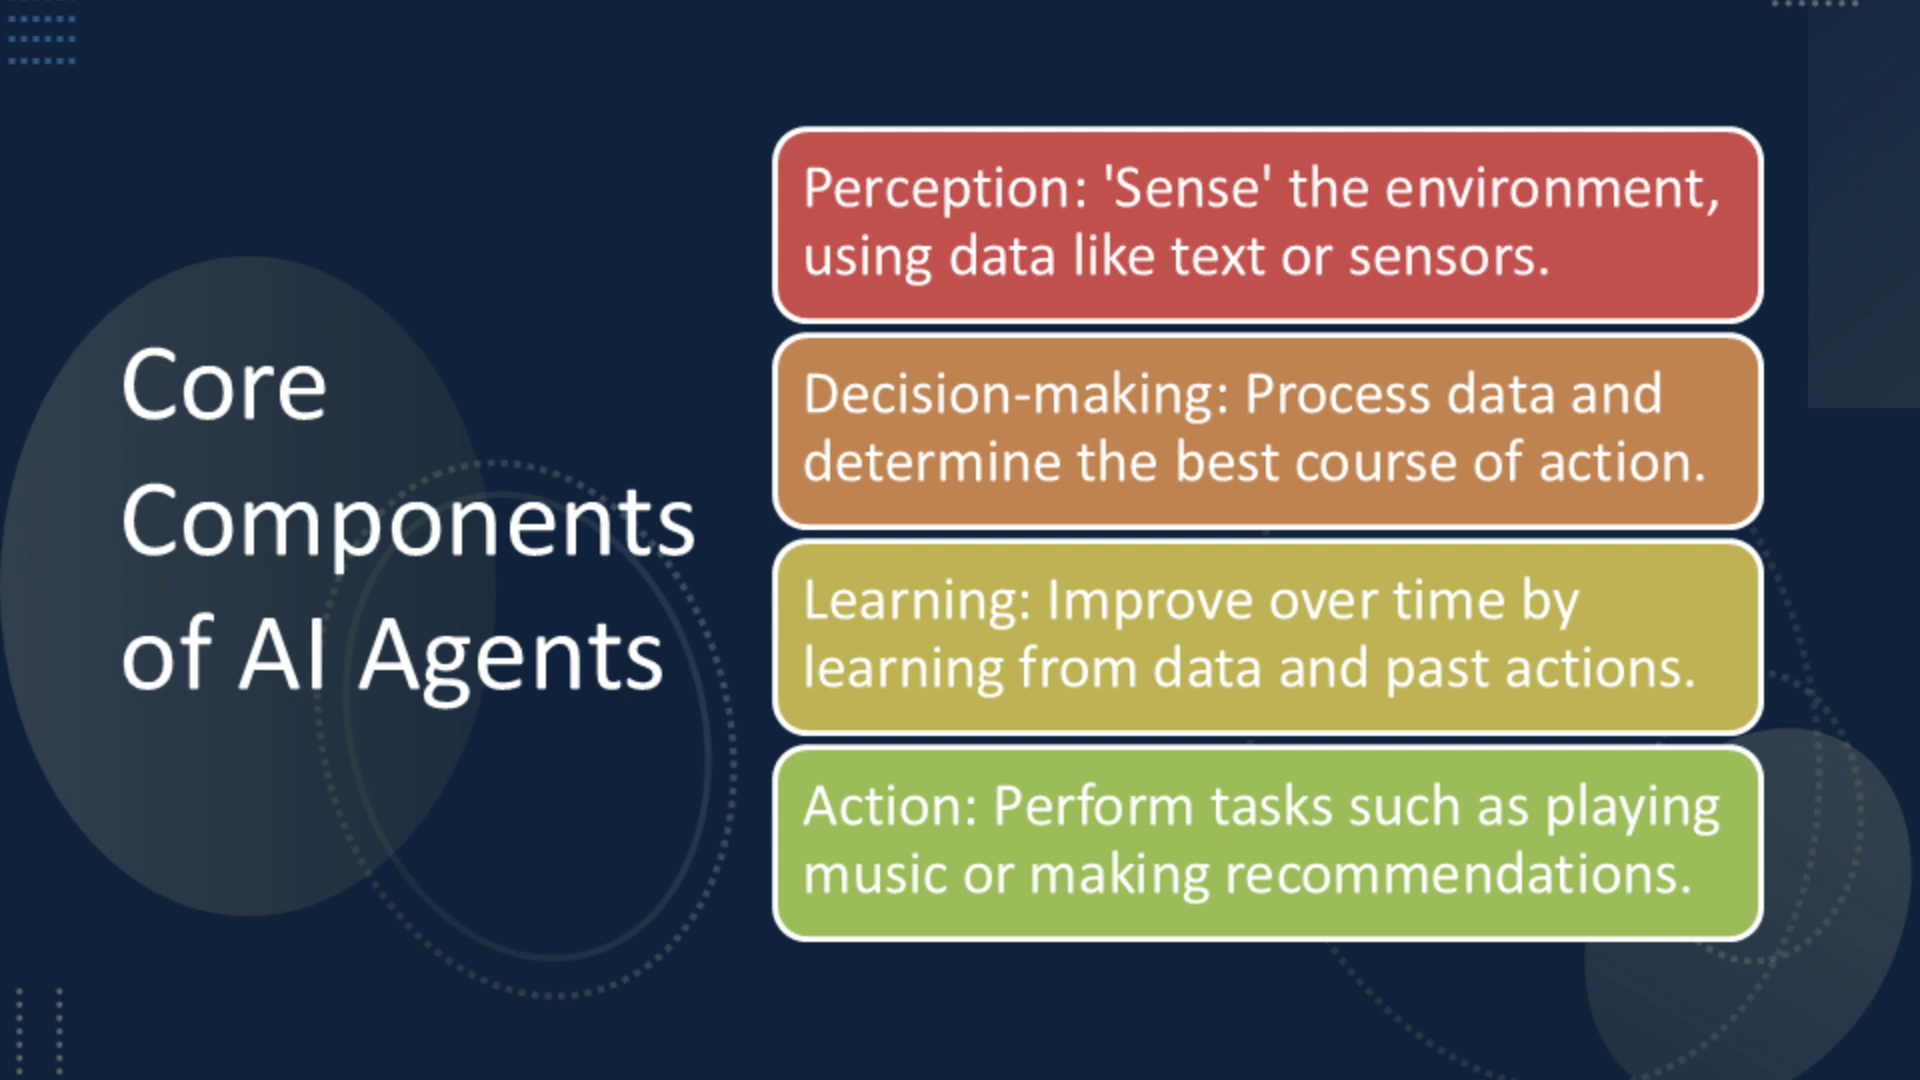 Core
Components
of AI Agents
Perception: 'Sense' the environment,
using data like text or sensors.
Decision-making: Process data and
determine the best course of action.
Learning: Improve over time by
learning from data and past actions.
Action: Perform tasks such as playing
music or making recommendations.